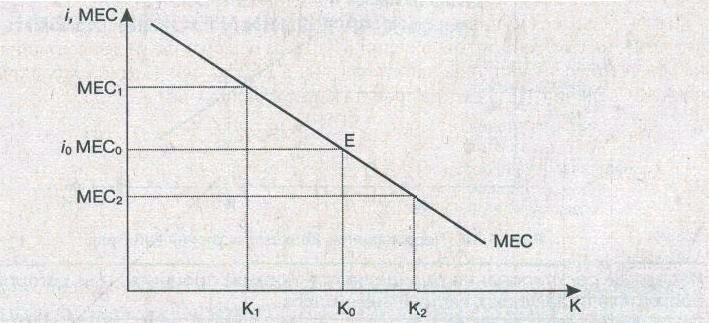 i, MEC
MEC₁
i₀ MEC₀
E
MEC₂
MEC
K₁
K₀
K₂
K